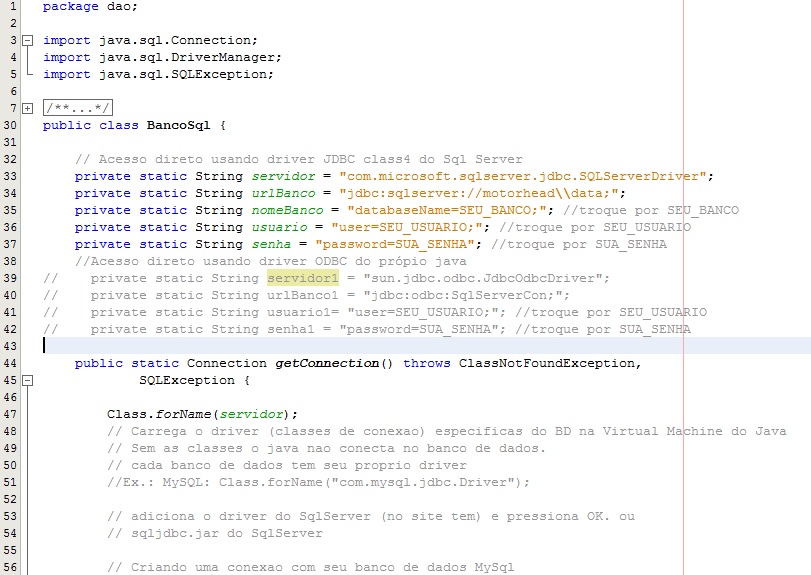 1 package dao;
2
3 import java.sql.Connection;
4 import java.sql.DriverManager;
5 import java.sql.SQLException;
6
7 /**...*/
30 public class BancoSql {
31
32 // Acesso direto usando driver JDBC class4 do Sql Server
33 private static String servidor = "com.microsoft.sqlserver.jdbc.SQLServerDriver";
34 private static String urlBanco = "jdbc:sqlserver://motorhead\\data;";
35 private static String nomeBanco = "databaseName=SEU_BANCO;"; //troque por SEU_BANCO
36 private static String usuario = "user=SEU_USUARIO;"; //troque por SEU_USUARIO
37 private static String senha = "password=SUA_SENHA"; //troque por SUA_SENHA
38 //Acesso direto usando driver ODBC do própio java
39 // private static String servidor1 = "sun.jdbc.odbc.JdbcOdbcDriver";
40 // private static String urlBanco1 = "jdbc:odbc:SqlServerCon;";
41 // private static String usuario1= "user=SEU_USUARIO;"; //troque por SEU_USUARIO
42 // private static String senha1 = "password=SUA_SENHA"; //troque por SUA_SENHA
43
44 public static Connection getConnection() throws ClassNotFoundException,
45 SQLException {
46
47 Class.forName(servidor);
48 // Carrega o driver (classes de conexao) especificas do BD na Virtual Machine do Java
49 // Sem as classes o java nao conecta no banco de dados.
50 // cada banco de dados tem seu proprio driver
51 //Ex.: MySQL: Class.forName("com.mysql.jdbc.Driver");
52
53 // adiciona o driver do SqlServer (no site tem) e pressiona OK. ou
54 // sqljdbc.jar do SqlServer
55
56 // Criando uma conexao com seu banco de dados MySql